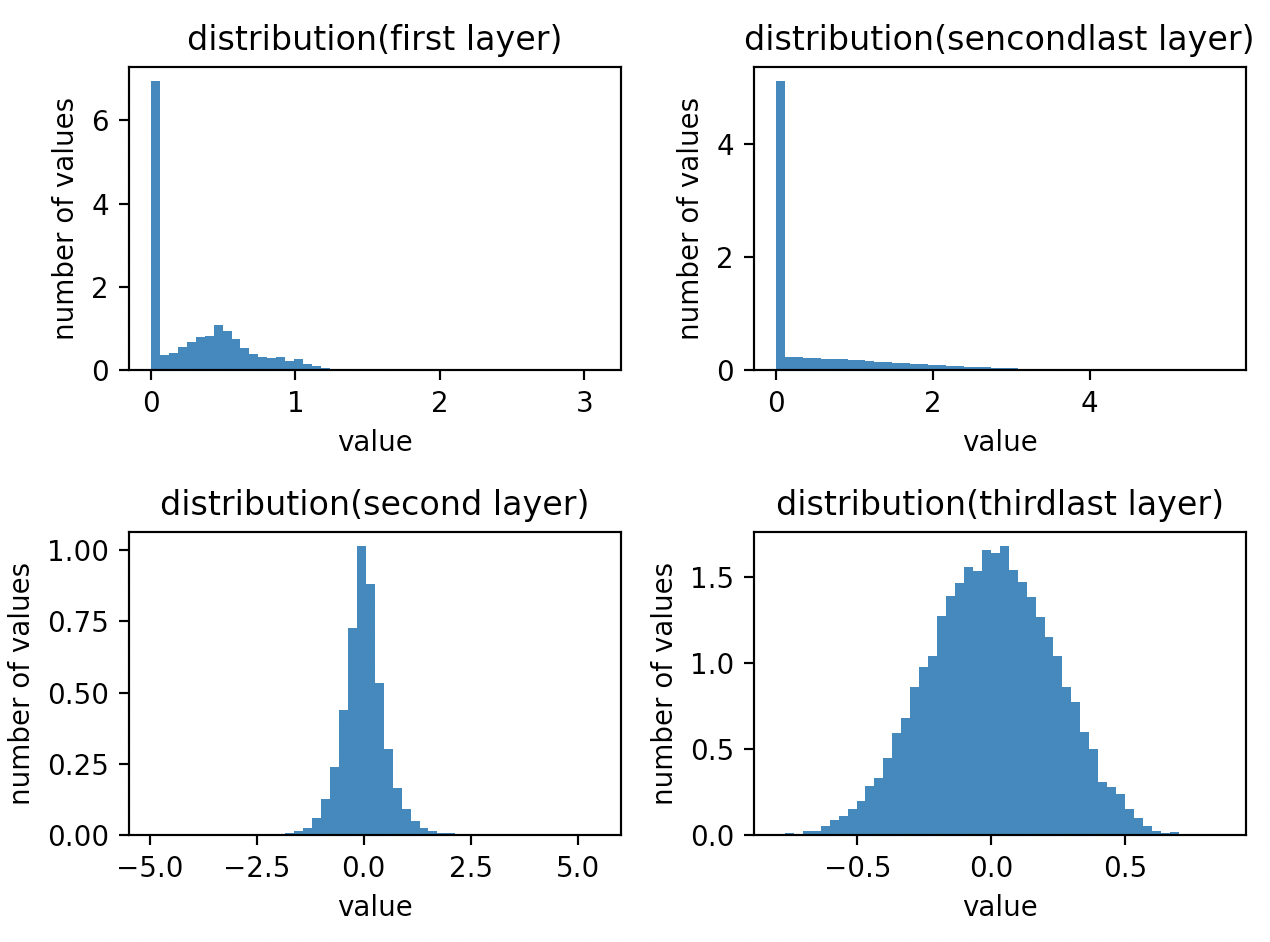 distribution(first layer)
number of values
6
4
2
0
0 1 2 3
value
distribution(sencondlast layer)
number of values
4
2
0
0 2 4
value
distribution(second layer)
number of values
1.00
0.75
0.50
0.25
0.00
−5.0 −2.5 0.0 2.5 5.0
value
distribution(thirdlast layer)
number of values
1.5
1.0
0.5
0.0
−0.5 0.0 0.5
value